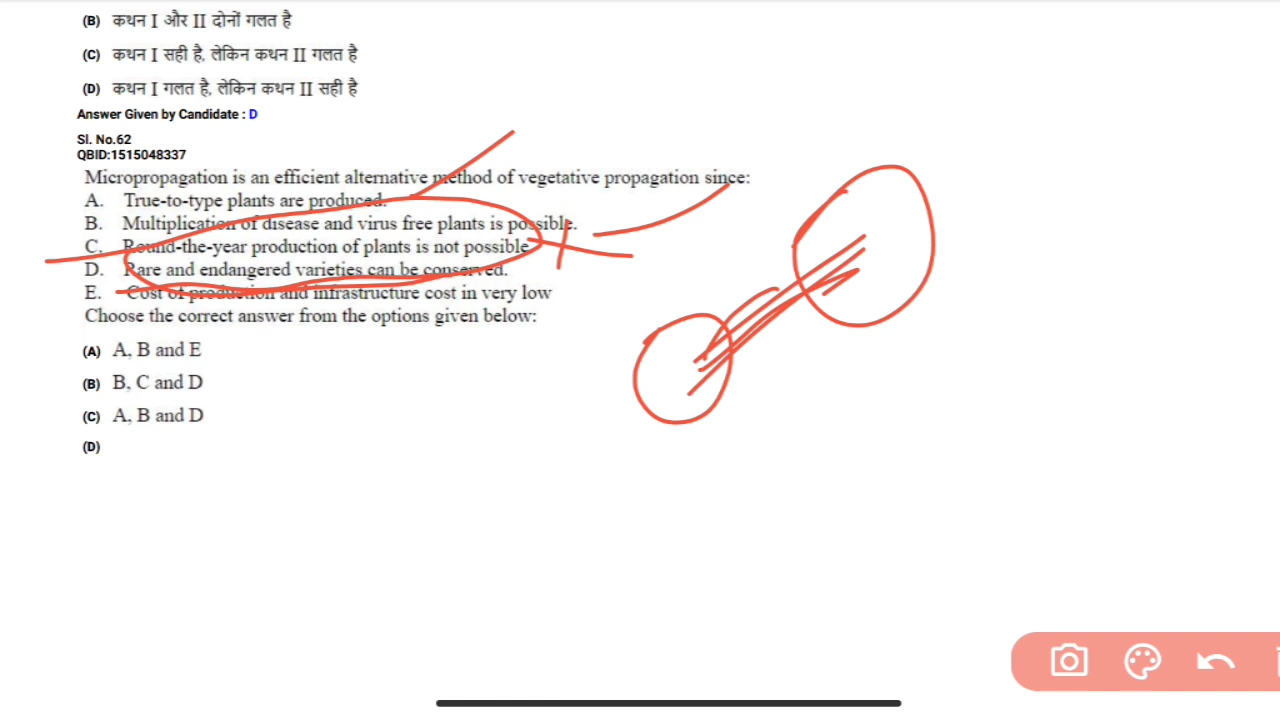 (B) कथन I और II दोनों गलत है
(C) कथन I सही है, लेकिन कथन II गलत है
(D) कथन I गलत है, लेकिन कथन II सही है
Answer Given by Candidate : D
Sl. No.62
QBID:1515048337
Micropropagation is an efficient alternative method of vegetative propagation since:
A. True-to-type plants are produced.
B. Multiplication of disease and virus free plants is possible.
C. Round-the-year production of plants is not possible
D. Rare and endangered varieties can be conserved.
E. Cost of production and infrastructure cost in very low
Choose the correct answer from the options given below:
(A) A, B and E
(B) B, C and D
(C) A, B and D
(D)